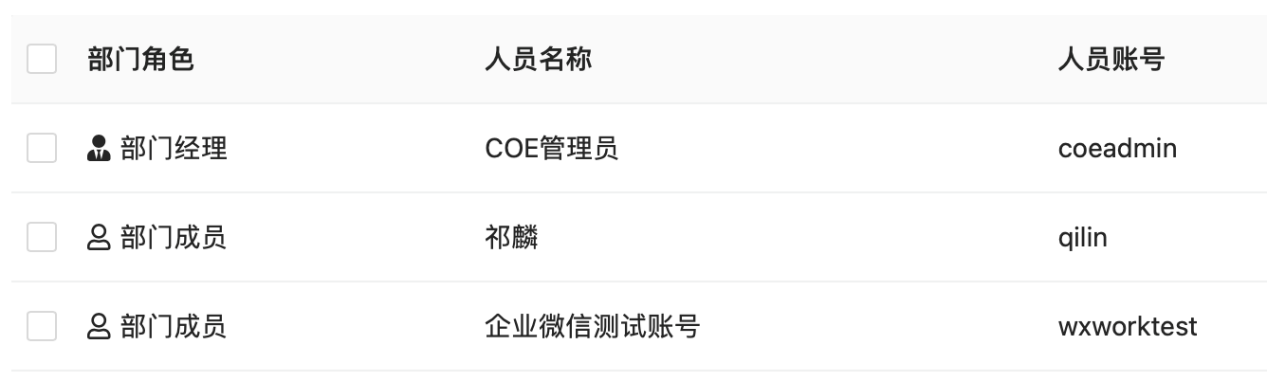 部门角色 人员名称 人员账号
部门经理 COE管理员 coeadmin
部门成员 祁麟 qilin
部门成员 企业微信测试账号 wxworktest